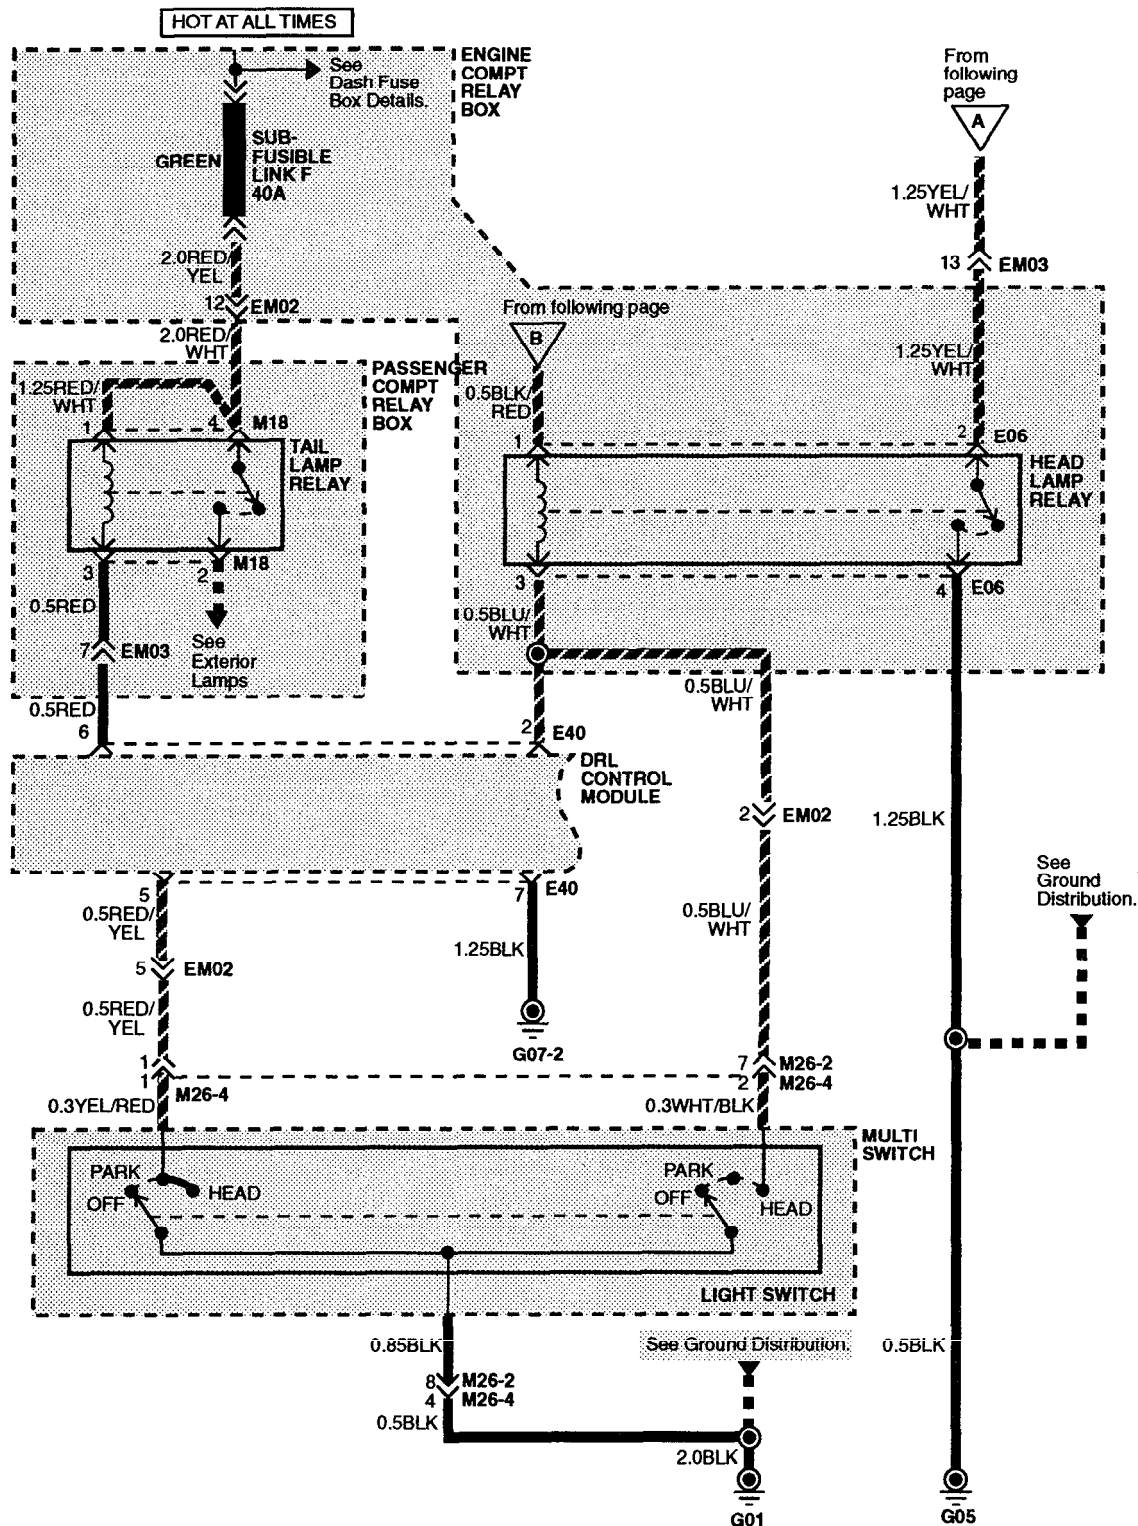 HOT AT ALL TIMES
See
Dash Fuse
Box Details.
ENGINE
COMPT
RELAY
BOX
GREEN
SUB-
FUSIBLE
LINK F
40A
2.0RED/
YEL
12
EM02
2.0RED/
WHT
From
following
page
A
1.25YEL/
WHT
13
EM03
From following page
B
0.5BLK/
RED
1.25YEL/
WHT
1
2
E06
HEAD
LAMP
RELAY
3
4
E06
PASSENGER
COMPT
RELAY
BOX
1.25RED/
WHT
1
4
M18
TAIL
LAMP
RELAY
3
2
M18
0.5RED
7
EM03
See
Exterior
Lamps
0.5RED
6
0.5BLU/
WHT
0.5BLU/
WHT
2
E40
DRL
CONTROL
MODULE
2
EM02
1.25BLK
See
Ground
Distribution.
5
7
E40
0.5RED/
YEL
0.5BLU/
WHT
1.25BLK
5
EM02
0.5RED/
YEL
G07-2
1
1
M26-4
7
M26-2
2
M26-4
0.3YEL/RED
0.3WHT/BLK
MULTI
SWITCH
PARK
OFF
HEAD
PARK
OFF
HEAD
LIGHT SWITCH
0.85BLK
See Ground Distribution.
0.5BLK
8
M26-2
4
M26-4
0.5BLK
2.0BLK
G01
G05